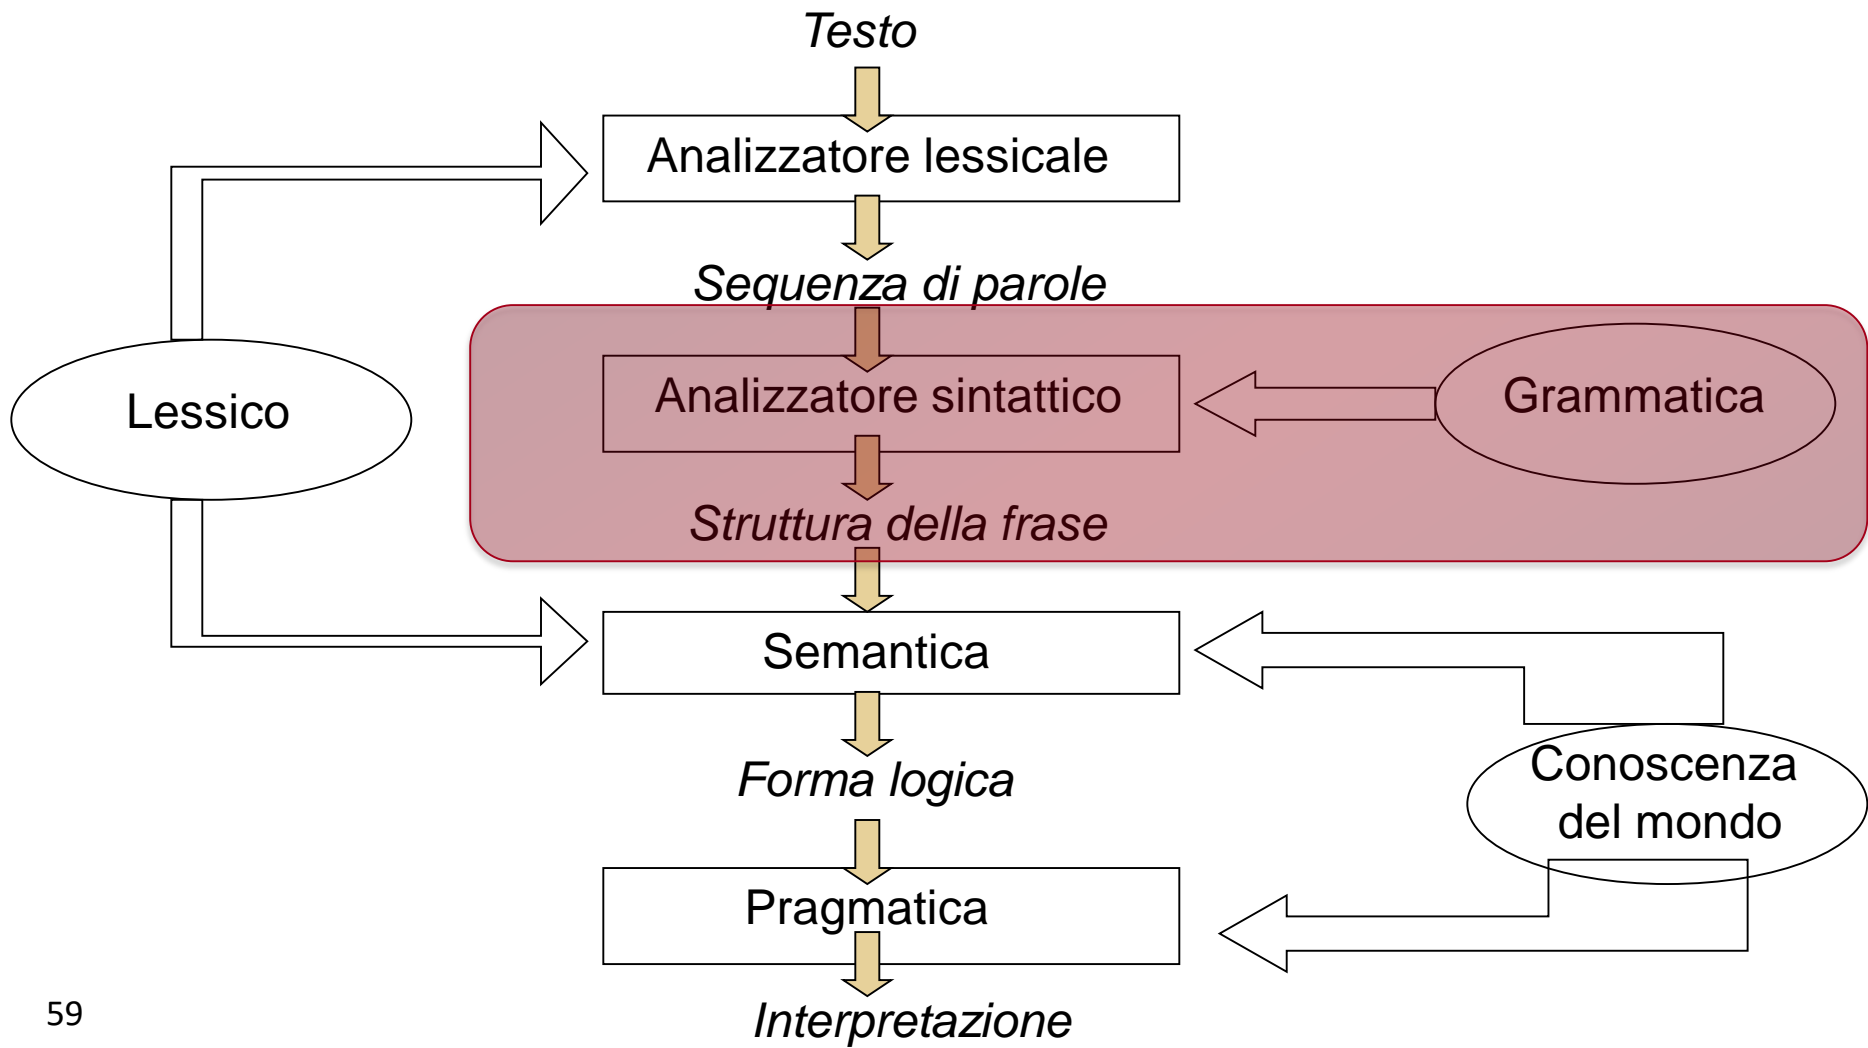 Testo
Analizzatore lessicale
Sequenza di parole
Lessico
Analizzatore sintattico
Grammatica
Struttura della frase
Semantica
Forma logica
Conoscenza
del mondo
Pragmatica
Interpretazione
59